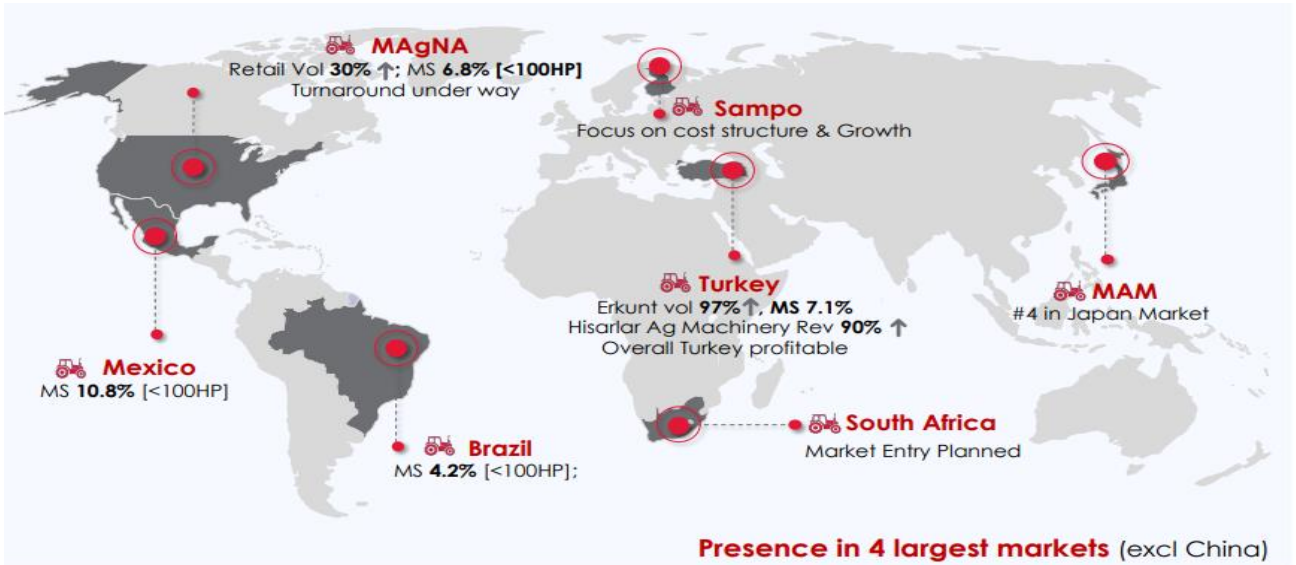 MAgNA
Retail Vol 30% ↑; MS 6.8% [<100HP]
Turnaround under way
Sampo
Focus on cost structure & Growth
Turkey
Erkunt vol 97%↑, MS 7.1%
Hisarlar Ag Machinery Rev 90% ↑
Overall Turkey profitable
MAM
#4 in Japan Market
Mexico
MS 10.8% [<100HP]
Brazil
MS 4.2% [<100HP];
South Africa
Market Entry Planned
Presence in 4 largest markets (excl China)